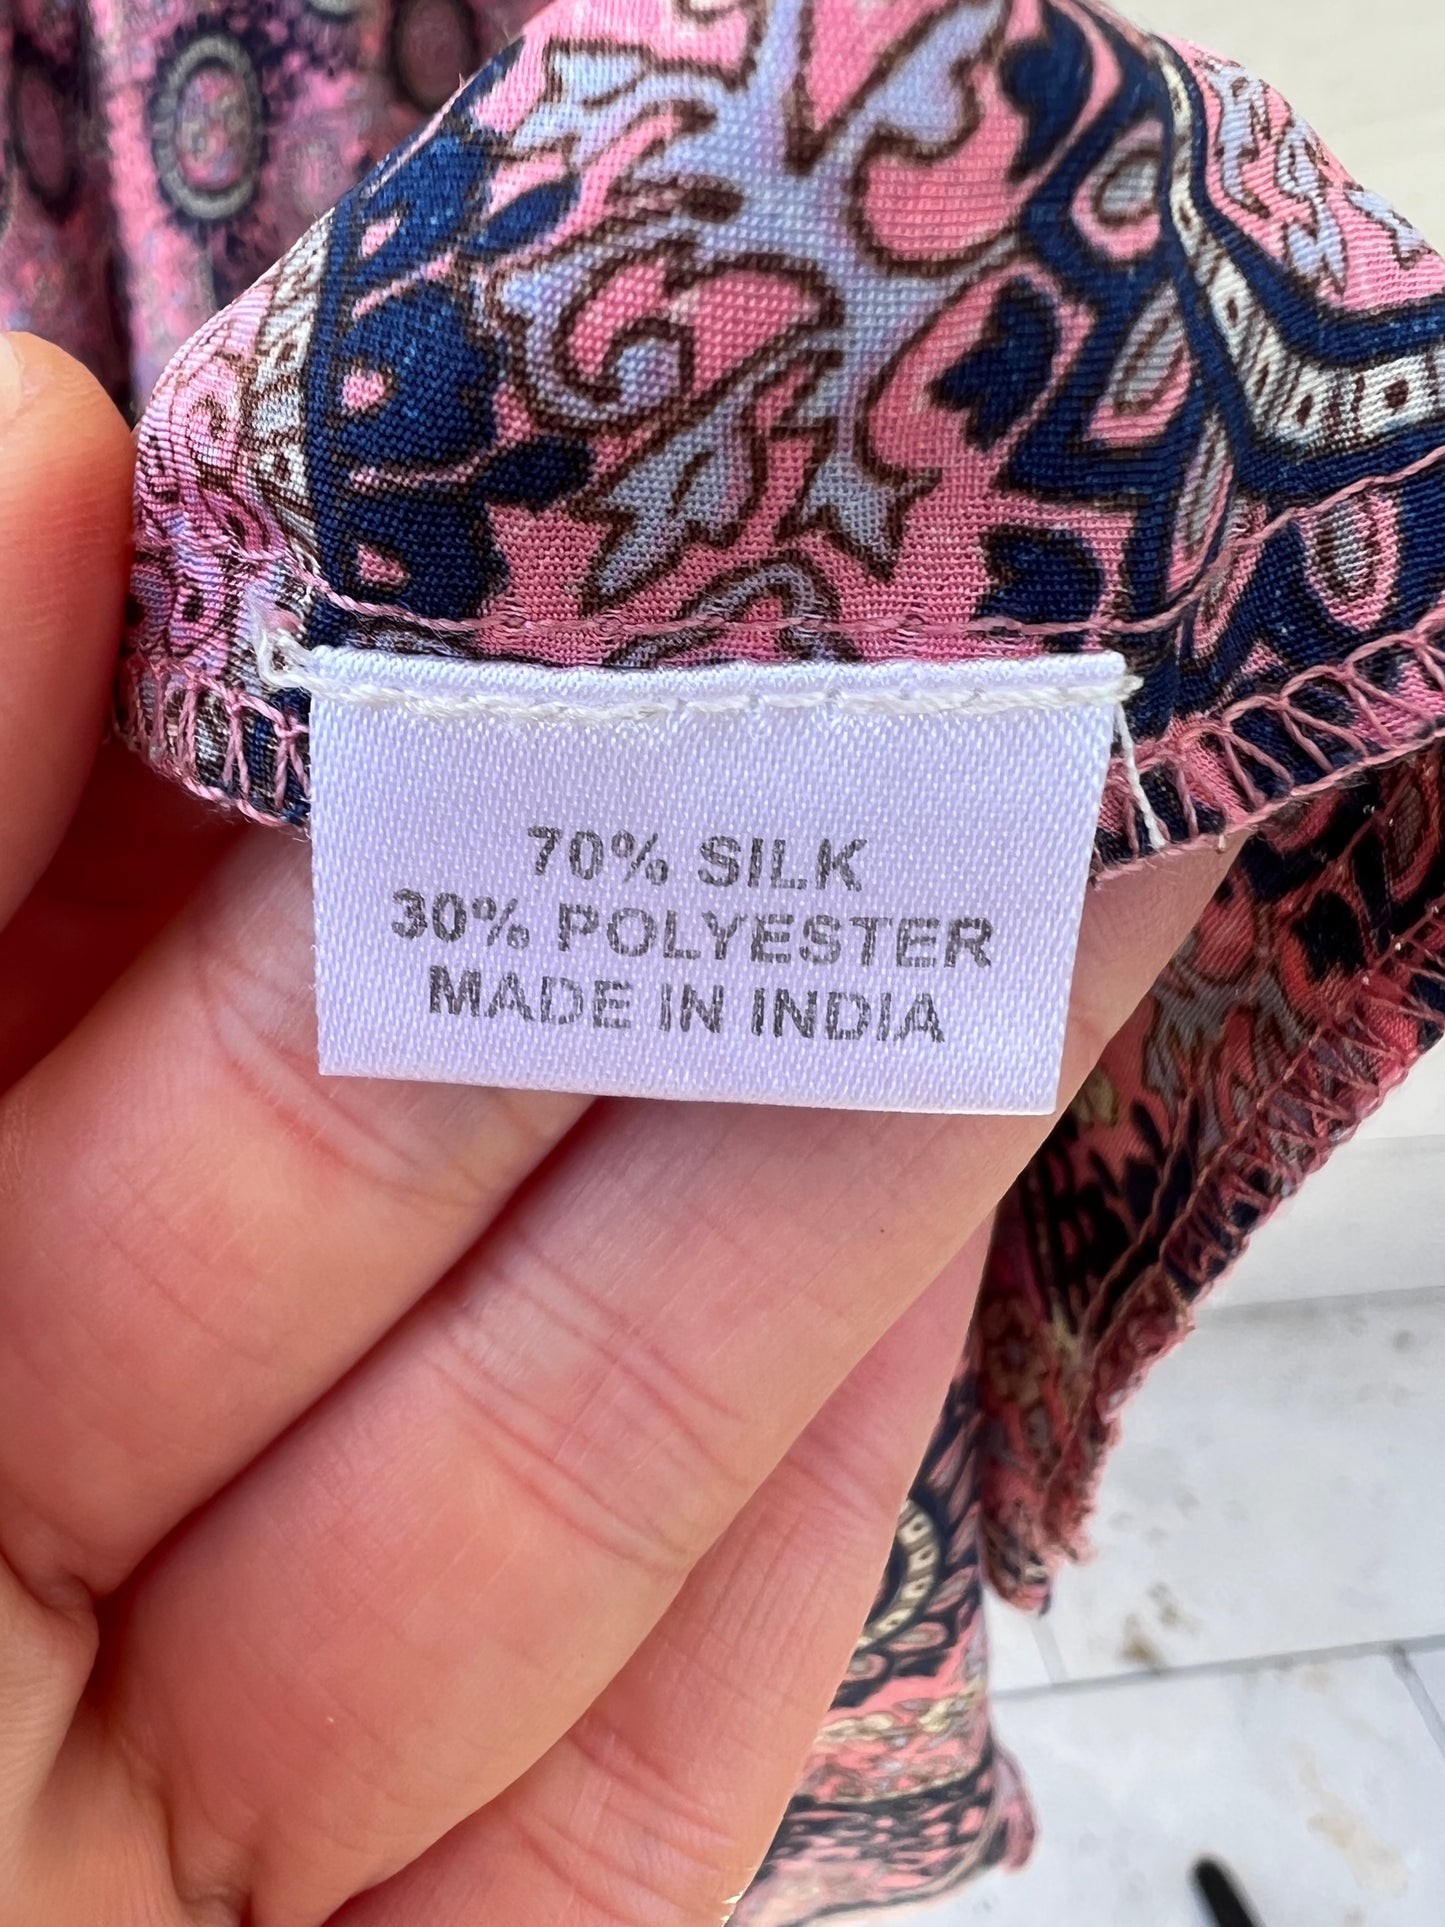 70% SILK
30% POLYESTER
MADE IN INDIA